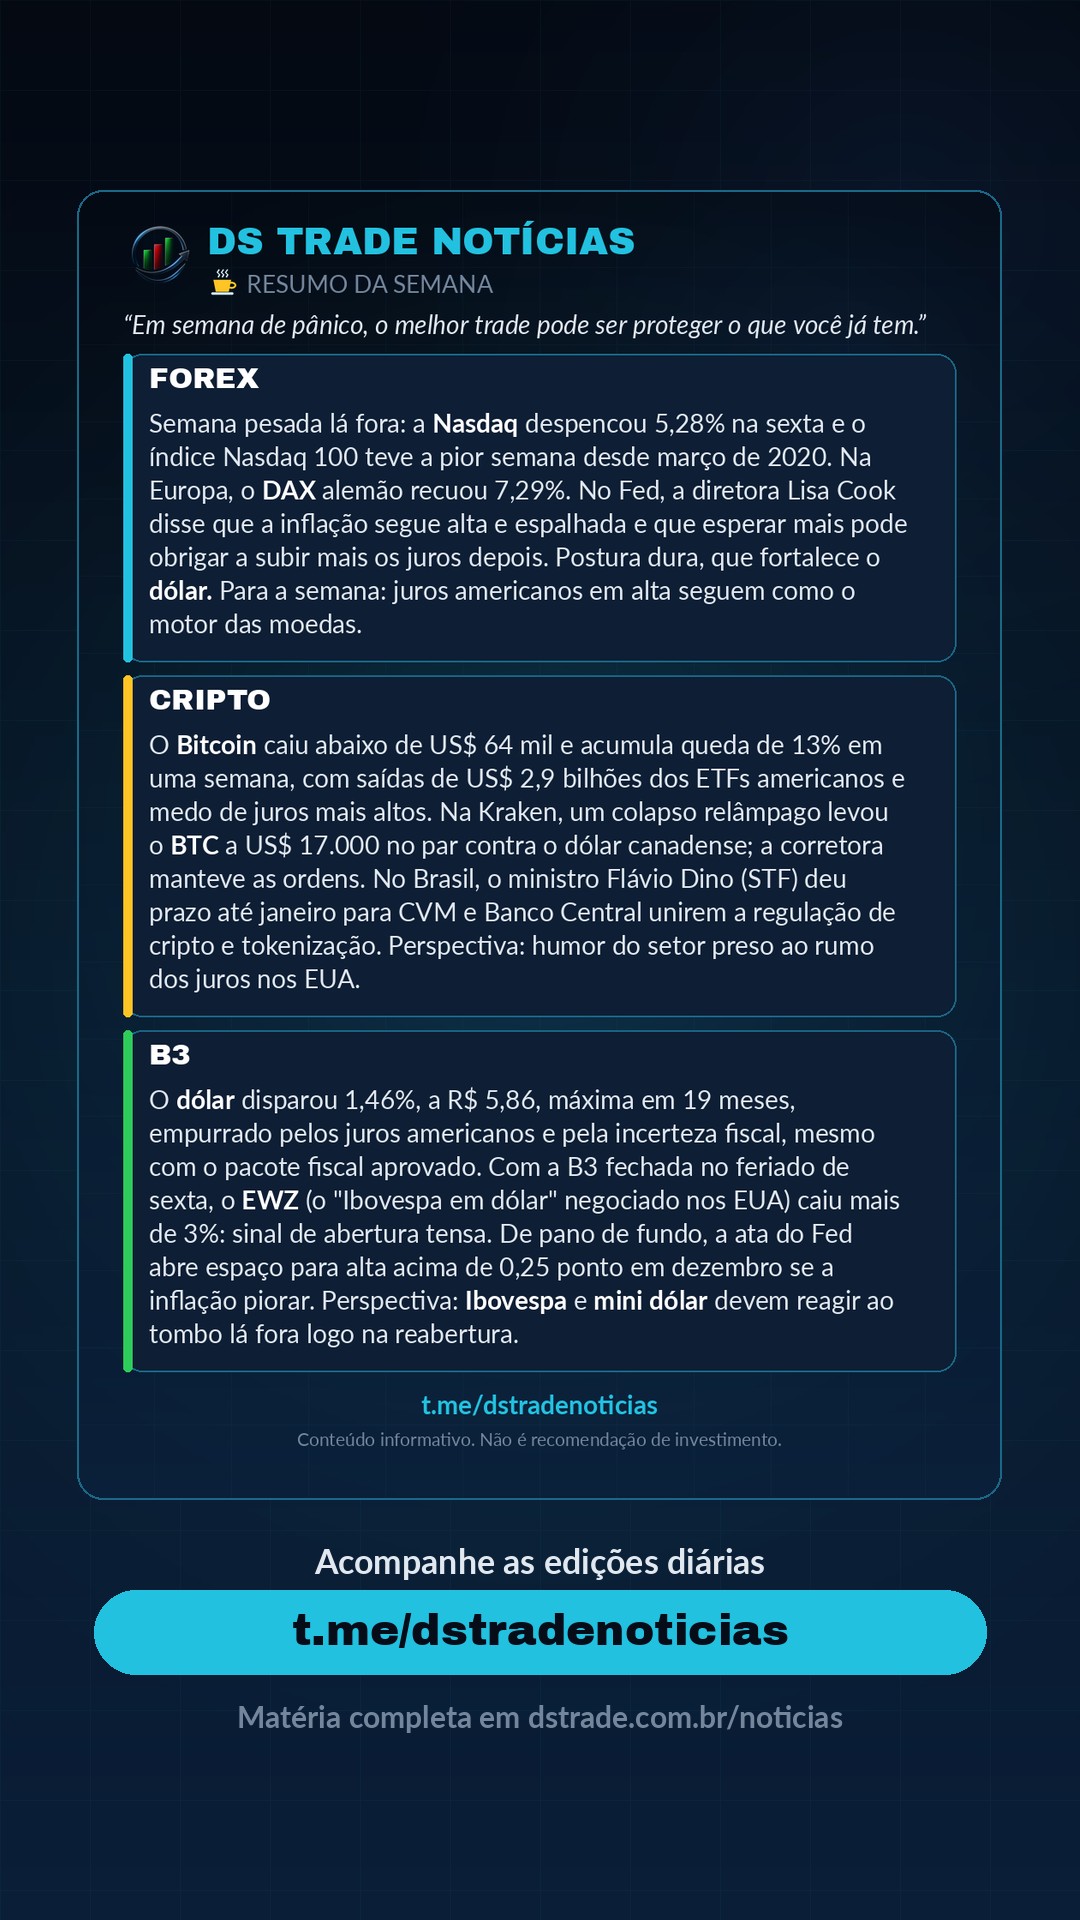 DS TRADE NOTÍCIAS
RESUMO DA SEMANA
“Em semana de pânico, o melhor trade pode ser proteger o que você já tem.”
FOREX
Semana pesada lá fora: a Nasdaq despencou 5,28% na sexta e o
índice Nasdaq 100 teve a pior semana desde março de 2020. Na
Europa, o DAX alemão recuou 7,29%. No Fed, a diretora Lisa Cook
disse que a inflação segue alta e espalhada e que esperar mais pode
obrigar a subir mais os juros depois. Postura dura, que fortalece o
dólar. Para a semana: juros americanos em alta seguem como o
motor das moedas.
CRIPTO
O Bitcoin caiu abaixo de US$ 64 mil e acumula queda de 13% em
uma semana, com saídas de US$ 2,9 bilhões dos ETFs americanos e
medo de juros mais altos. Na Kraken, um colapso relâmpago levou
o BTC a US$ 17.000 no par contra o dólar canadense; a corretora
manteve as ordens. No Brasil, o ministro Flávio Dino (STF) deu
prazo até janeiro para CVM e Banco Central unirem a regulação de
cripto e tokenização. Perspectiva: humor do setor preso ao rumo
dos juros nos EUA.
B3
O dólar disparou 1,46%, a R$ 5,86, máxima em 19 meses,
empurrado pelos juros americanos e pela incerteza fiscal, mesmo
com o pacote fiscal aprovado. Com a B3 fechada no feriado de
sexta, o EWZ (o "Ibovespa em dólar" negociado nos EUA) caiu mais
de 3%: sinal de abertura tensa. De pano de fundo, a ata do Fed
abre espaço para alta acima de 0,25 ponto em dezembro se a
inflação piorar. Perspectiva: Ibovespa e mini dólar devem reagir ao
tombo lá fora logo na reabertura.
t.me/dstradenoticias
Conteúdo informativo. Não é recomendação de investimento.
Acompanhe as edições diárias
t.me/dstradenoticias
Matéria completa em dstrade.com.br/noticias